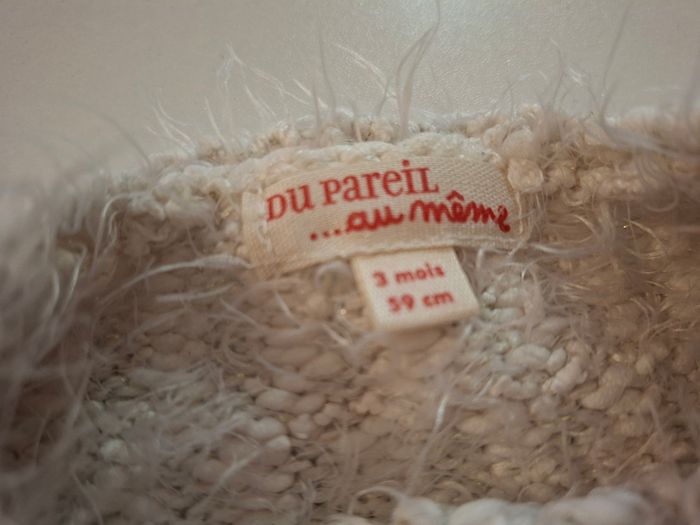 DU PAREIL
...au même
3 mois
59 cm